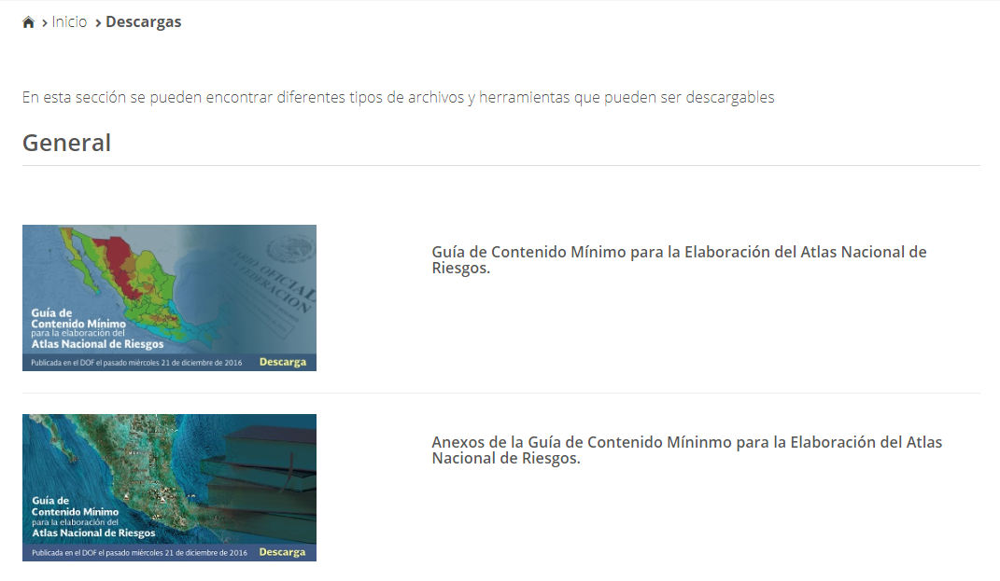 Inicio Descargas
En esta sección se pueden encontrar diferentes tipos de archivos y herramientas que pueden ser descargables
General
DIARIO OFICIAL
FEDERACION
Guía de
Contenido Mínimo
para la elaboración del
Atlas Nacional de Riesgos
Publicada en el DOF el pasado miércoles 21 de diciembre de 2016 Descarga
Guía de Contenido Mínimo para la Elaboración del Atlas Nacional de
Riesgos.
Guía de
Contenido Mínimo
para la elaboración del
Atlas Nacional de Riesgos
Publicada en el DOF el pasado miércoles 21 de diciembre de 2016 Descarga
Anexos de la Guía de Contenido Míninmo para la Elaboración del Atlas
Nacional de Riesgos.